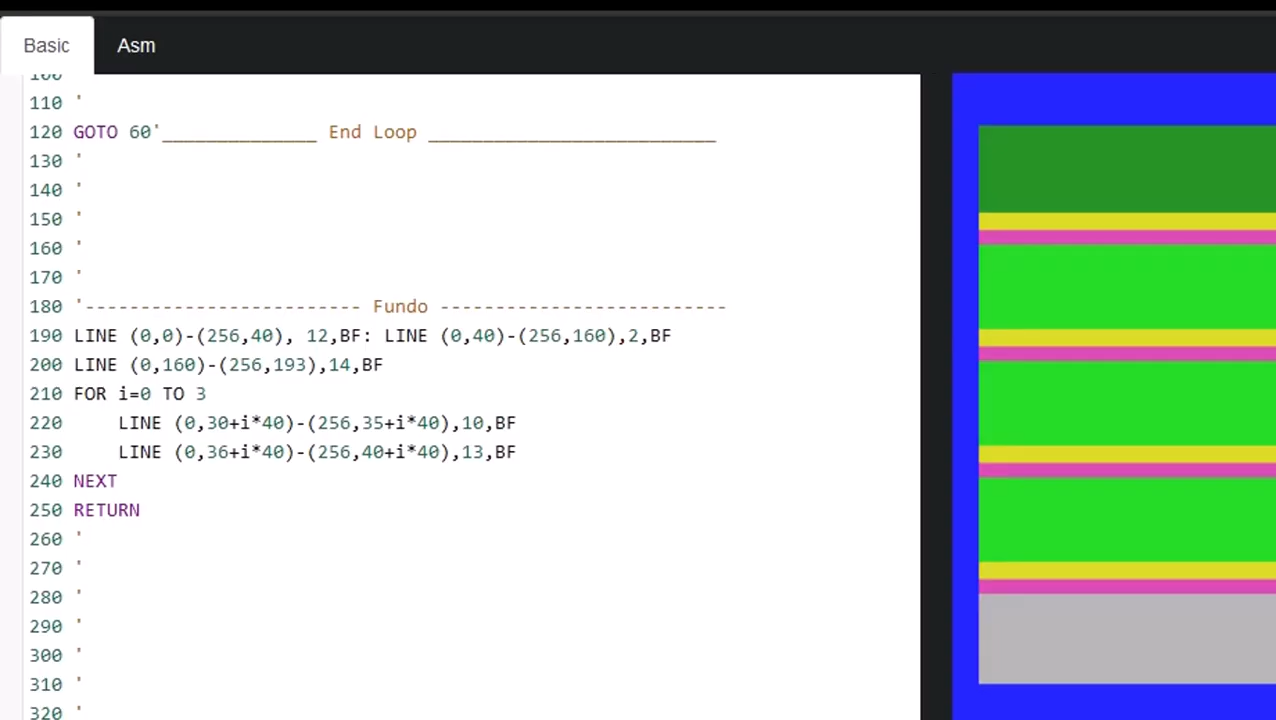 Basic Asm
100
110 '
120 GOTO 60'______________ End Loop __________________________
130 '
140 '
150 '
160 '
170 '
180 '------------------------- Fundo --------------------------
190 LINE (0,0)-(256,40), 12,BF: LINE (0,40)-(256,160),2,BF
200 LINE (0,160)-(256,193),14,BF
210 FOR i=0 TO 3
220     LINE (0,30+i*40)-(256,35+i*40),10,BF
230     LINE (0,36+i*40)-(256,40+i*40),13,BF
240 NEXT
250 RETURN
260 '
270 '
280 '
290 '
300 '
310 '
320 '